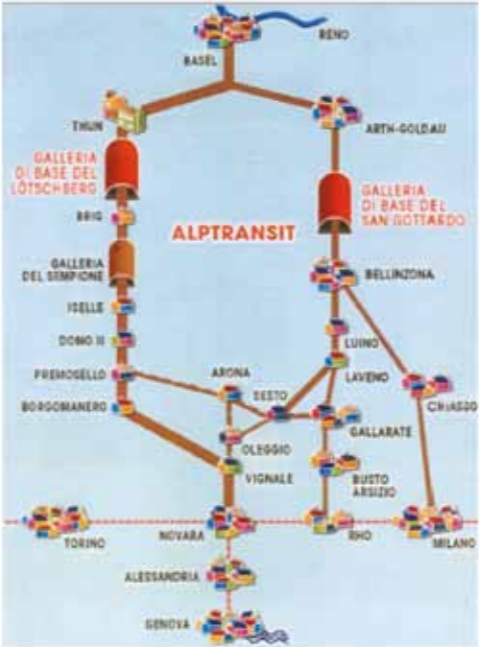 RENO
BASEL
THUN
ARTH-GOLDAU
GALLERIA
DI BASE DEL
LÖTSCHBERG
GALLERIA
DI BASE DEL
SAN GOTTARDO
BRIG
ALPTRANSIT
GALLERIA
DEL SEMPIONE
BELLINZONA
ISELLE
LUINO
DOMO II
PREMOSELLO
ARONA
SESTO
LAVENO
CHIASSO
BORGOMANERO
GALLARATE
OLEGGIO
VIGNALE
BUSTO
ARSIZIO
TORINO
NOVARA
RHO
MILANO
ALESSANDRIA
GENOVA